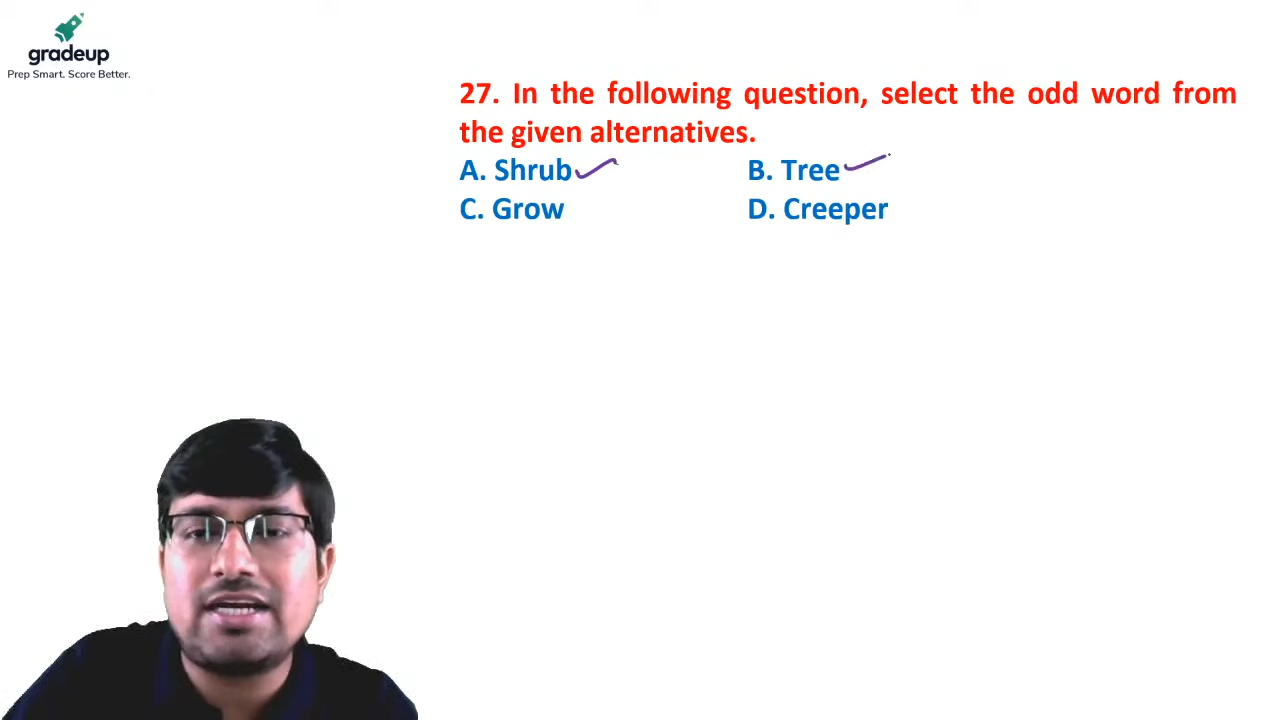 gradeup
Prep Smart. Score Better.
27. In the following question, select the odd word from
the given alternatives.
A. Shrub B. Tree
C. Grow D. Creeper